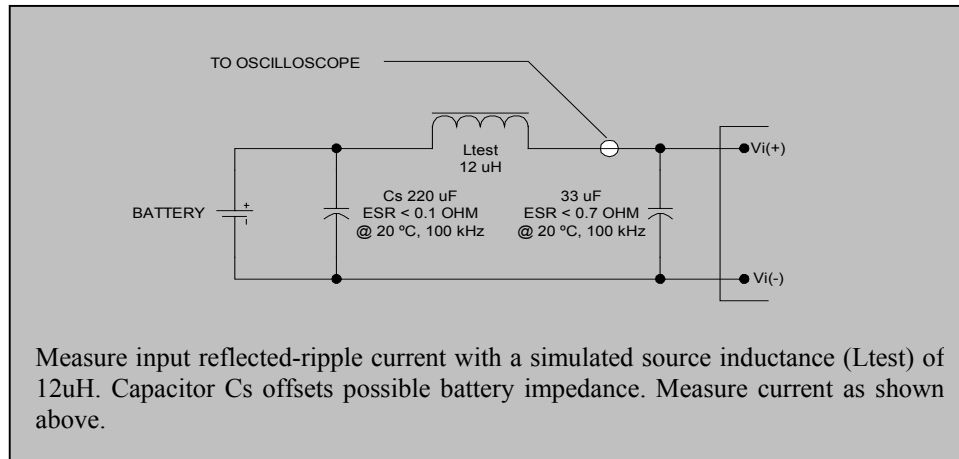 TO OSCILLOSCOPE
Ltest
12 uH
Vi(+)
BATTERY
+
Cs 220 uF
ESR < 0.1 OHM
@ 20 ºC, 100 kHz
33 uF
ESR < 0.7 OHM
@ 20 ºC, 100 kHz
Vi(-)
Measure input reflected-ripple current with a simulated source inductance (Ltest) of
12uH. Capacitor Cs offsets possible battery impedance. Measure current as shown
above.